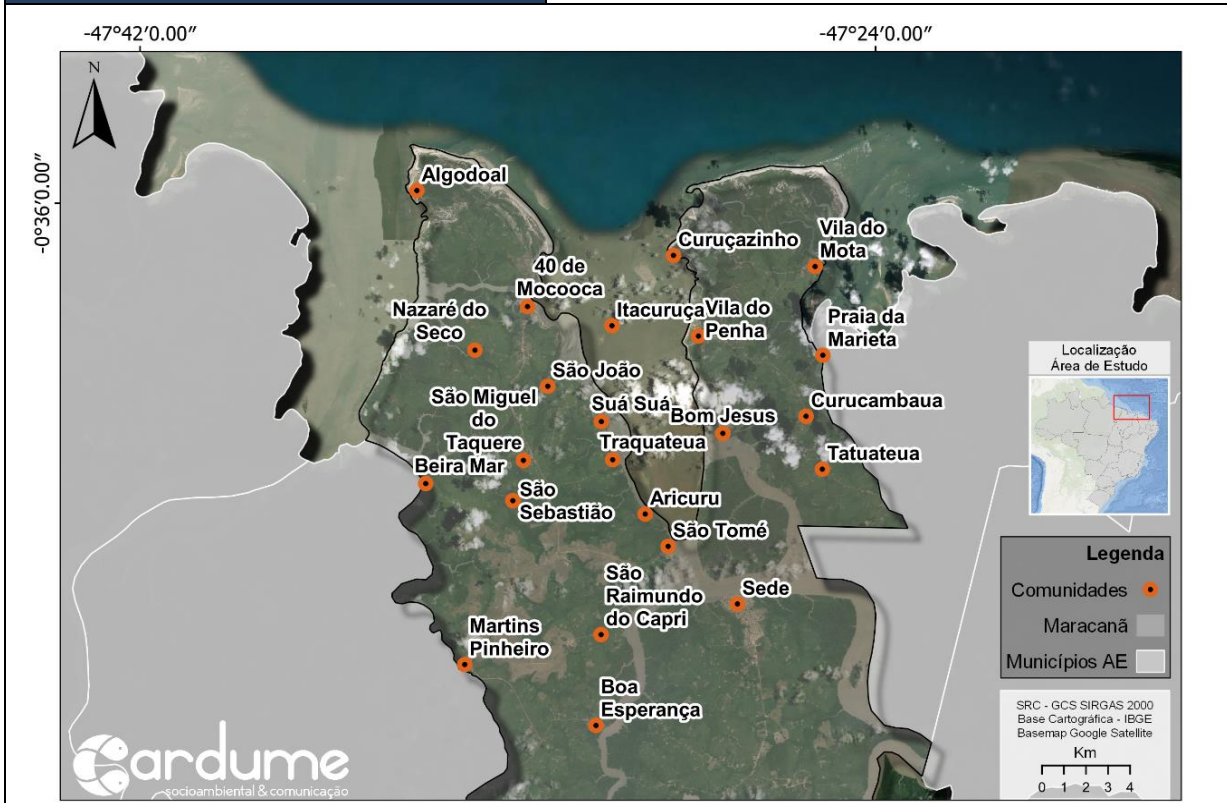 -47°42′0.00″
-47°24′0.00″
-0°36′0.00″
N
Algodoal
Curuçazinho
Vila do
Mota
40 de
Mocooca
Itacuruça
Vila do
Penha
Nazaré do
Seco
Praia da
Marieta
São João
São Miguel
do
Taquere
Suá Suá
Bom Jesus
Curucambaua
Traquateua
Tatuateua
Beira Mar
São
Sebastião
Aricuru
São Tomé
São
Raimundo
do Capri
Sede
Martins
Pinheiro
Boa
Esperança
Localização
Área de Estudo
Legenda
Comunidades
Maracanã
Municípios AE
SRC - GCS SIRGAS 2000
Base Cartográfica - IBGE
Basemap Google Satellite
Km
0 1 2 3 4
Cardume
socioambiental & comunicação